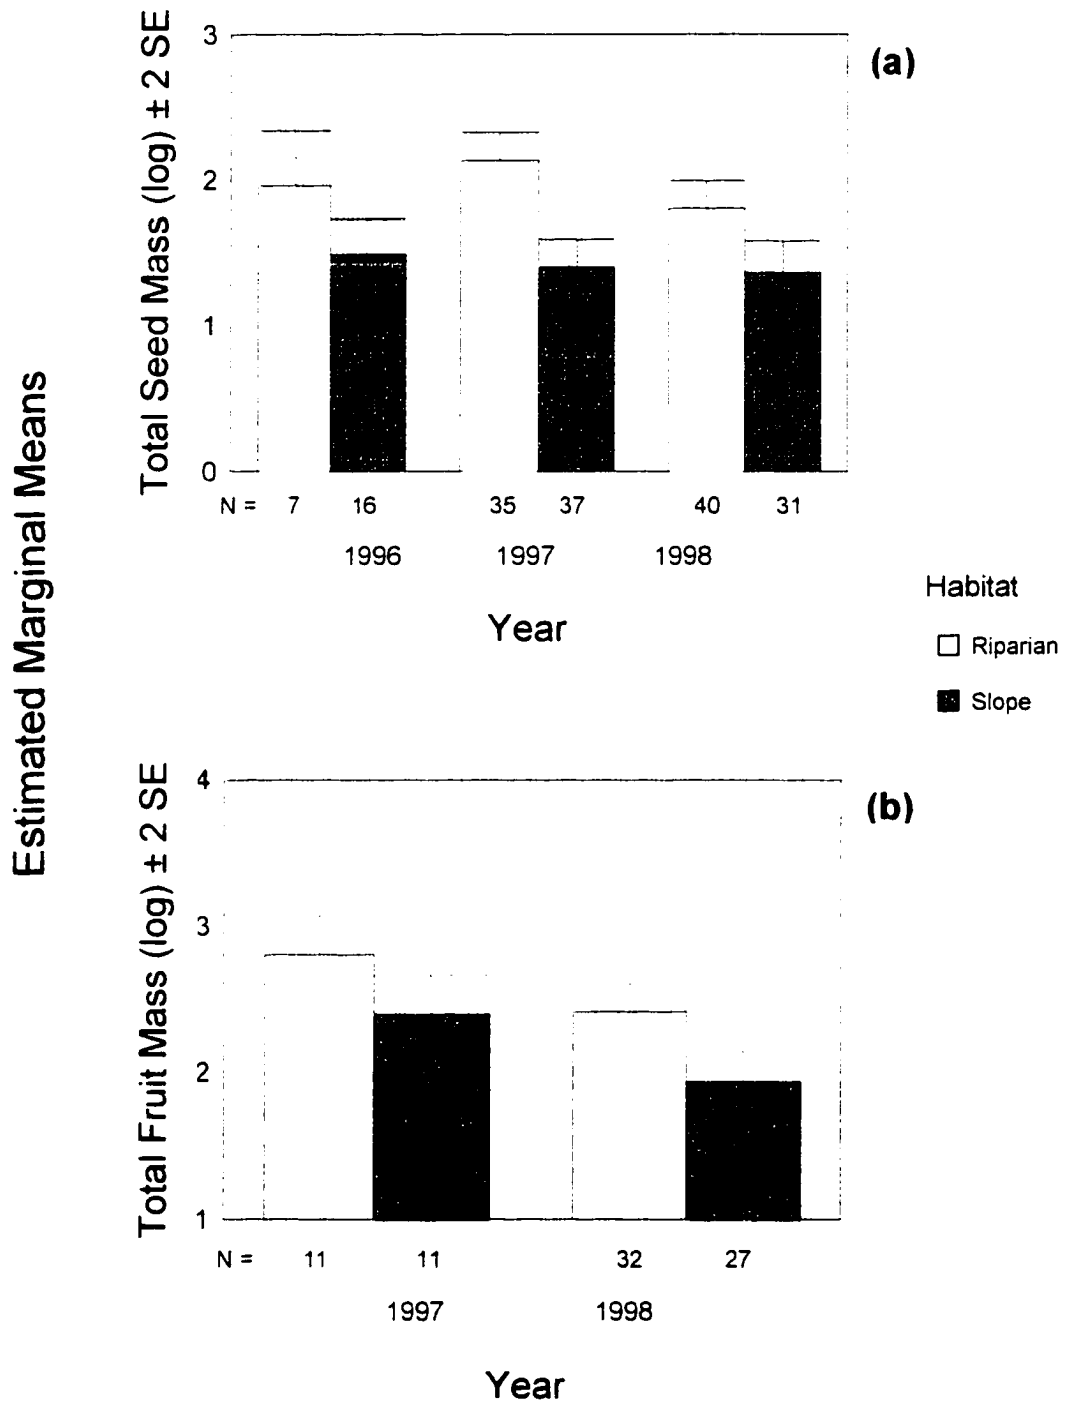 Estimated Marginal Means
Total Seed Mass (log) ± 2 SE
3
2
1
0
(a)
N = 7 16 35 37 40 31
1996 1997 1998
Year
Habitat
Riparian
Slope
Total Fruit Mass (log) ± 2 SE
4
3
2
1
(b)
N = 11 11 32 27
1997 1998
Year